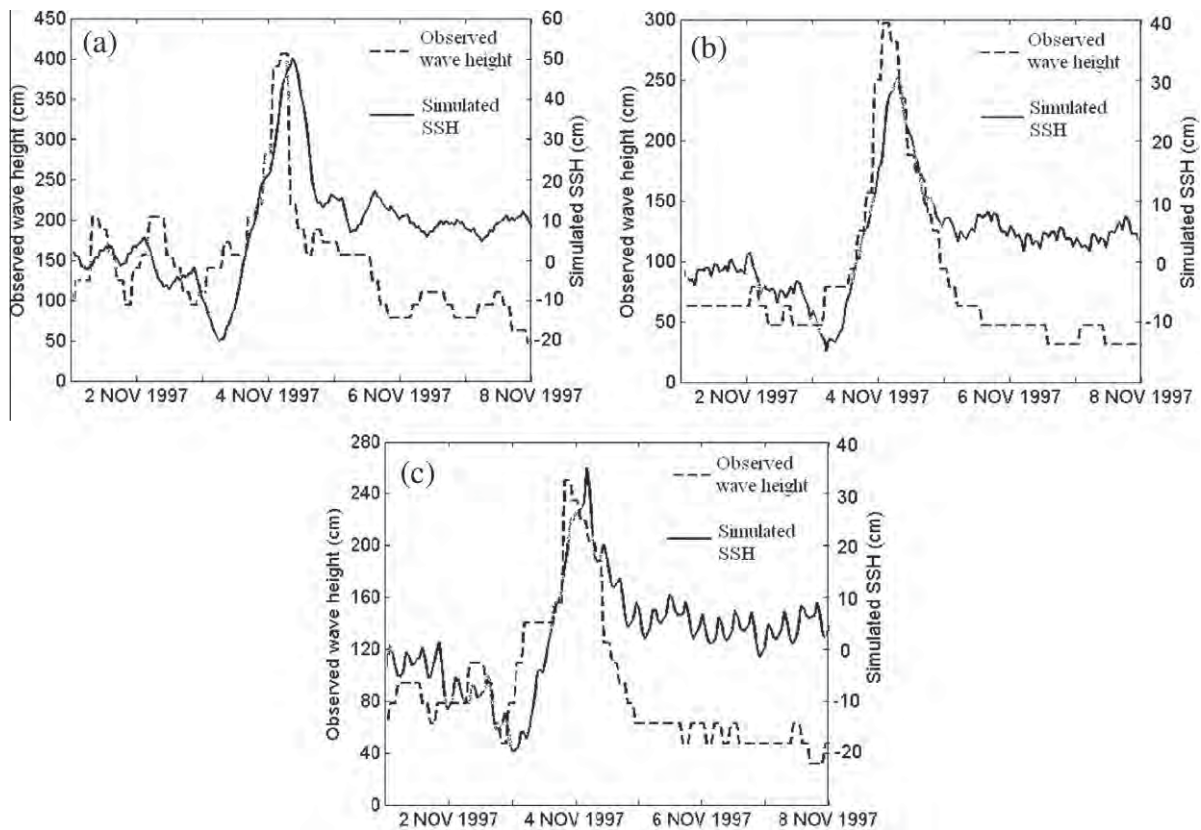 (a)
Observed wave height (cm)
450
400
350
300
250
200
150
100
50
0
Observed
wave height
Simulated
SSH
60
50
40
30
20
10
0
-10
-20
Simulated SSH (cm)
2 NOV 1997 4 NOV 1997 6 NOV 1997 8 NOV 1997
(b)
Observed wave height (cm)
300
250
200
150
100
50
0
Observed
wave height
Simulated
SSH
40
30
20
10
0
-10
Simulated SSH (cm)
2 NOV 1997 4 NOV 1997 6 NOV 1997 8 NOV 1997
(c)
Observed wave height (cm)
280
240
200
160
120
80
40
0
Observed
wave height
Simulated
SSH
40
30
20
10
0
-10
-20
Simulated SSH (cm)
2 NOV 1997 4 NOV 1997 6 NOV 1997 8 NOV 1997